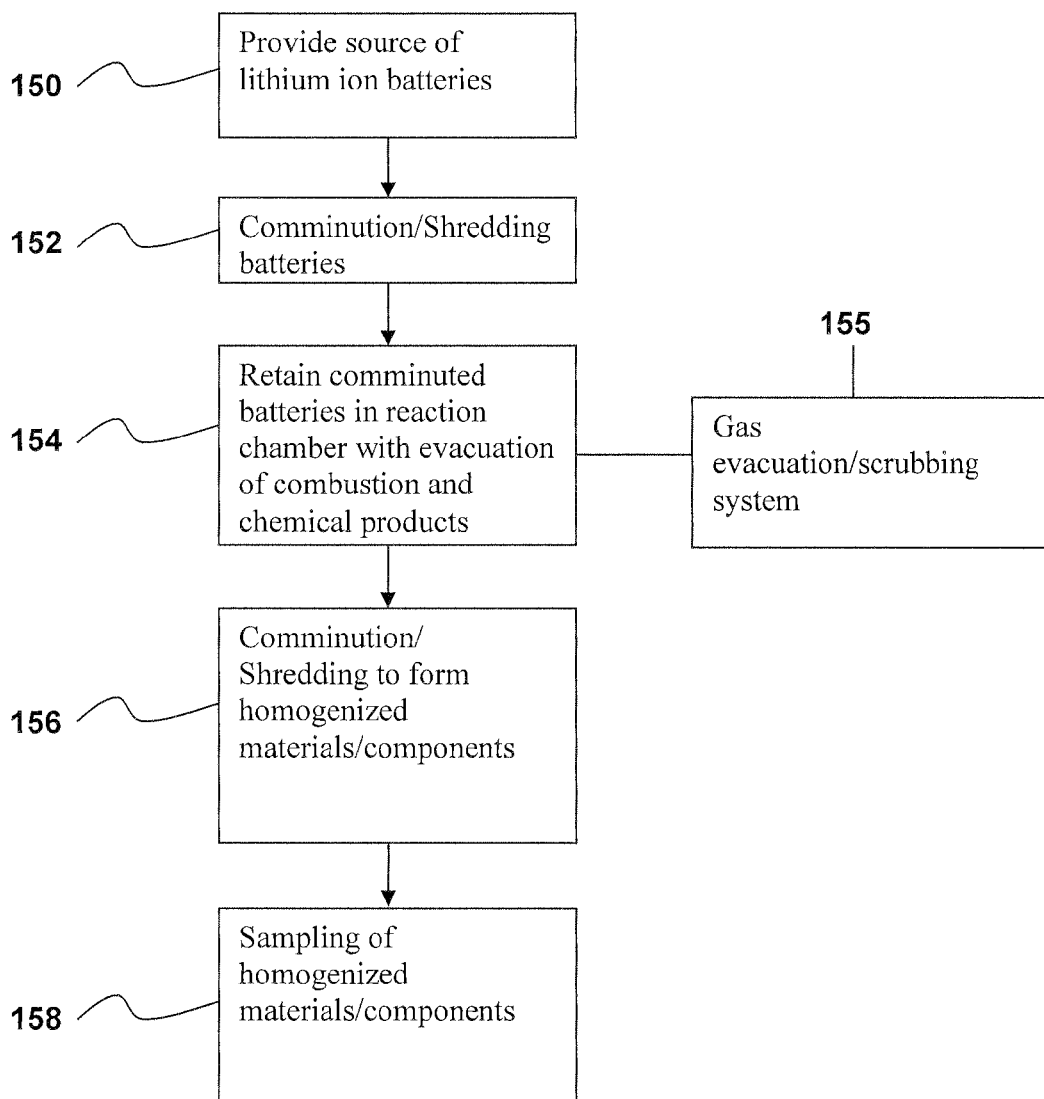 150
Provide source of
lithium ion batteries
152
Comminution/Shredding
batteries
154
Retain comminuted
batteries in reaction
chamber with evacuation
of combustion and
chemical products
155
Gas
evacuation/scrubbing
system
156
Comminution/
Shredding to form
homogenized
materials/components
158
Sampling of
homogenized
materials/components